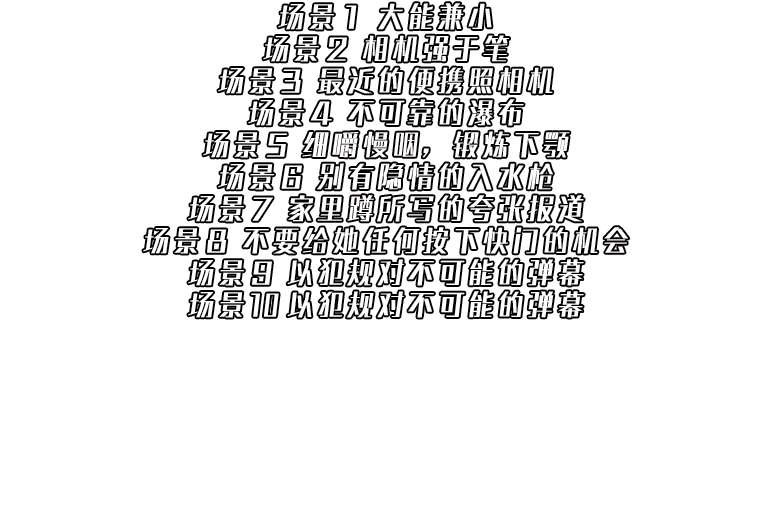 场景1 大能兼小
场景2 相机强于笔
场景3 最近的便携照相机
场景4 不可靠的瀑布
场景5 细嚼慢咽，锻炼下颚
场景6 别有隐情的入水枪
场景7 家里蹲所写的夸张报道
场景8 不要给她任何按下快门的机会
场景9 以犯规对不可能的弹幕
场景10 以犯规对不可能的弹幕